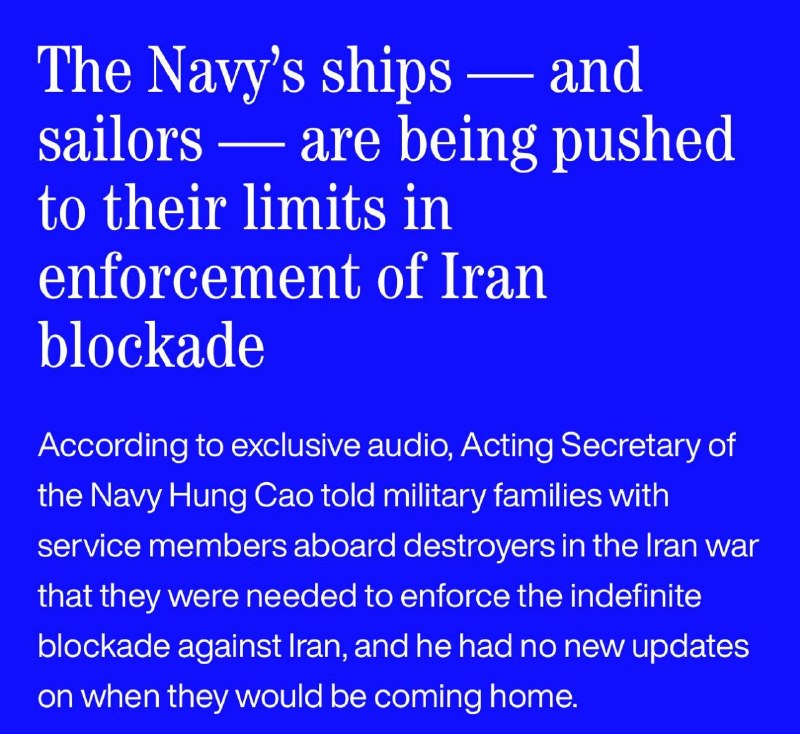 The Navy’s ships — and
sailors — are being pushed
to their limits in
enforcement of Iran
blockade
According to exclusive audio, Acting Secretary of
the Navy Hung Cao told military families with
service members aboard destroyers in the Iran war
that they were needed to enforce the indefinite
blockade against Iran, and he had no new updates
on when they would be coming home.